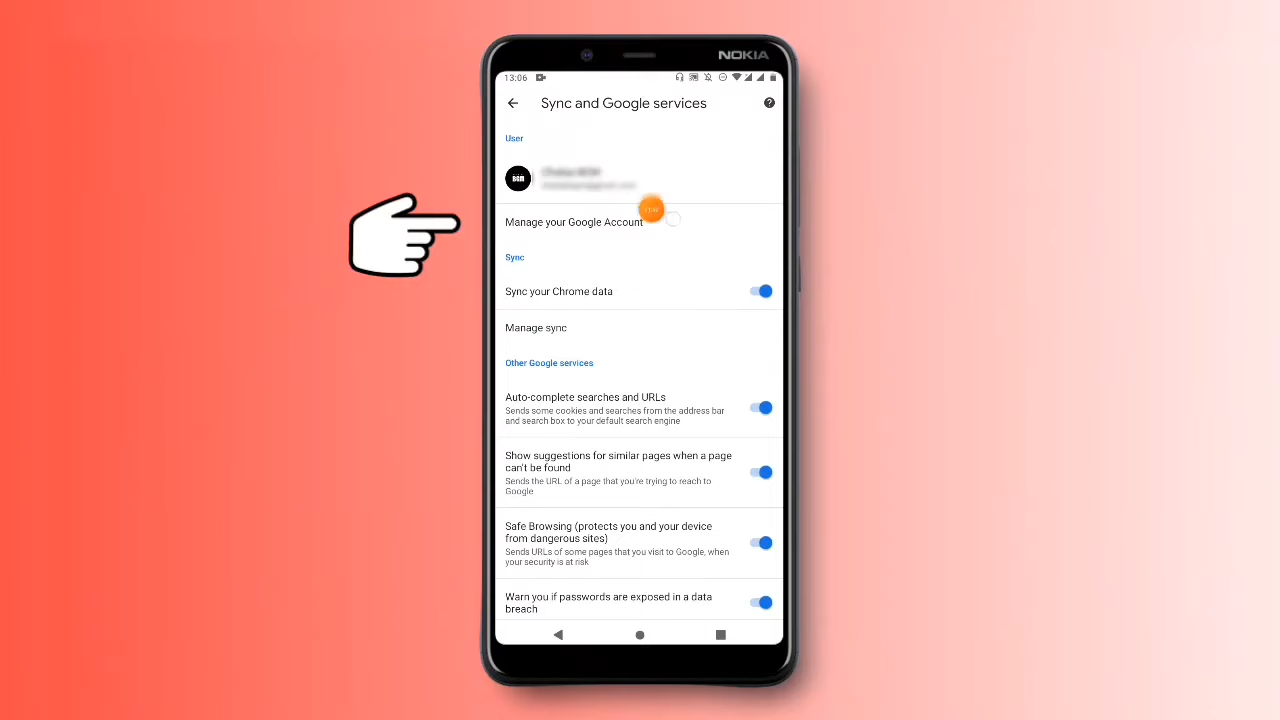 NOKIA
13:06
Sync and Google services
User
BGM
Manage your Google Account
Sync
Sync your Chrome data
Manage sync
Other Google services
Auto-complete searches and URLs
Sends some cookies and searches from the address bar
and search box to your default search engine
Show suggestions for similar pages when a page
can't be found
Sends the URL of a page that you're trying to reach to
Google
Safe Browsing (protects you and your device
from dangerous sites)
Sends URLs of some pages that you visit to Google, when
your security is at risk
Warn you if passwords are exposed in a data
breach